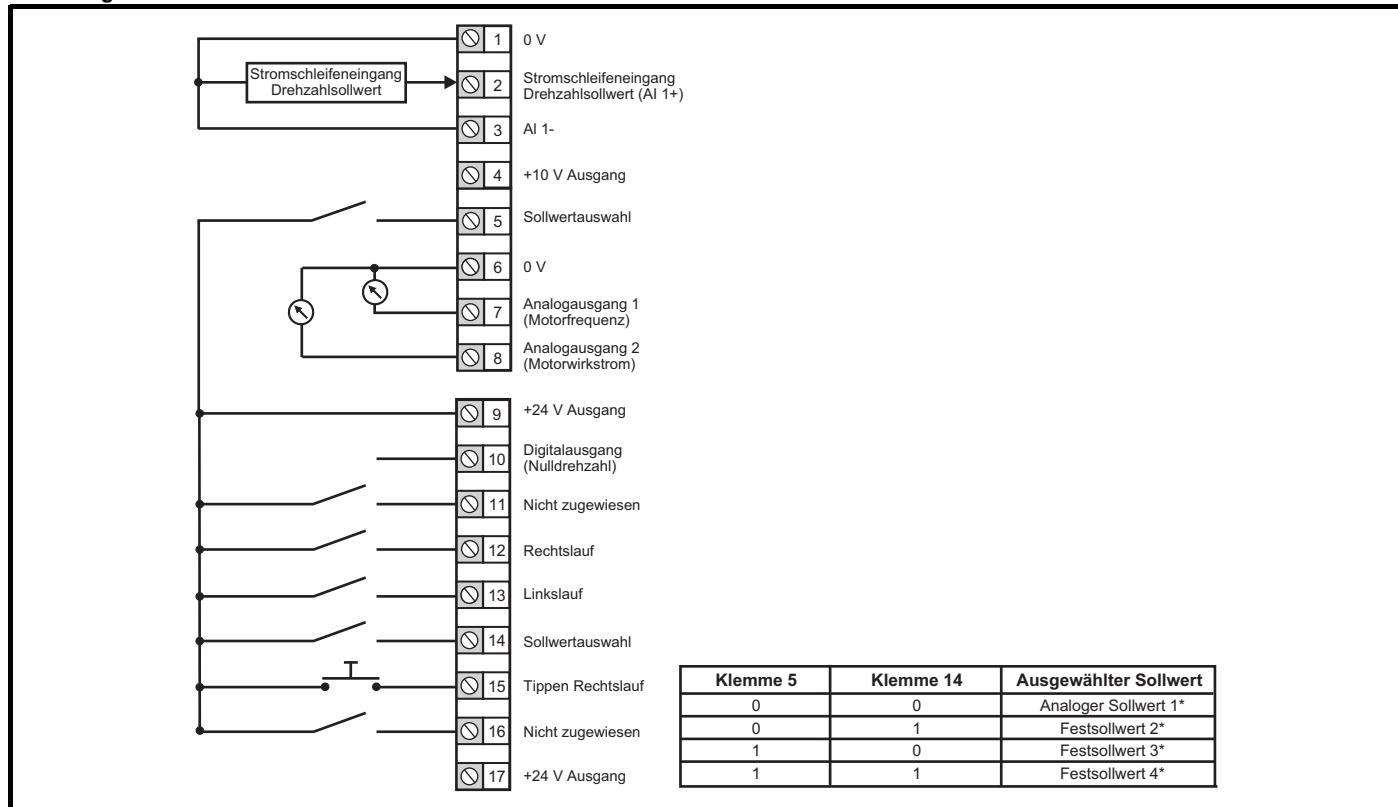 1 0 V
Stromschleifeneingang
Drehzahlsollwert
2 Stromschleifeneingang
Drehzahlsollwert (AI 1+)
3 AI 1-
4 +10 V Ausgang
5 Sollwertauswahl
6 0 V
7 Analogausgang 1
(Motorfrequenz)
8 Analogausgang 2
(Motorwirkstrom)
9 +24 V Ausgang
10 Digitalausgang
(Nulldrehzahl)
11 Nicht zugewiesen
12 Rechtslauf
13 Linkslauf
14 Sollwertauswahl
15 Tippen Rechtslauf
16 Nicht zugewiesen
17 +24 V Ausgang
Klemme 5 Klemme 14 Ausgewählter Sollwert
0 0 Analoger Sollwert 1*
0 1 Festsollwert 2*
1 0 Festsollwert 3*
1 1 Festsollwert 4*